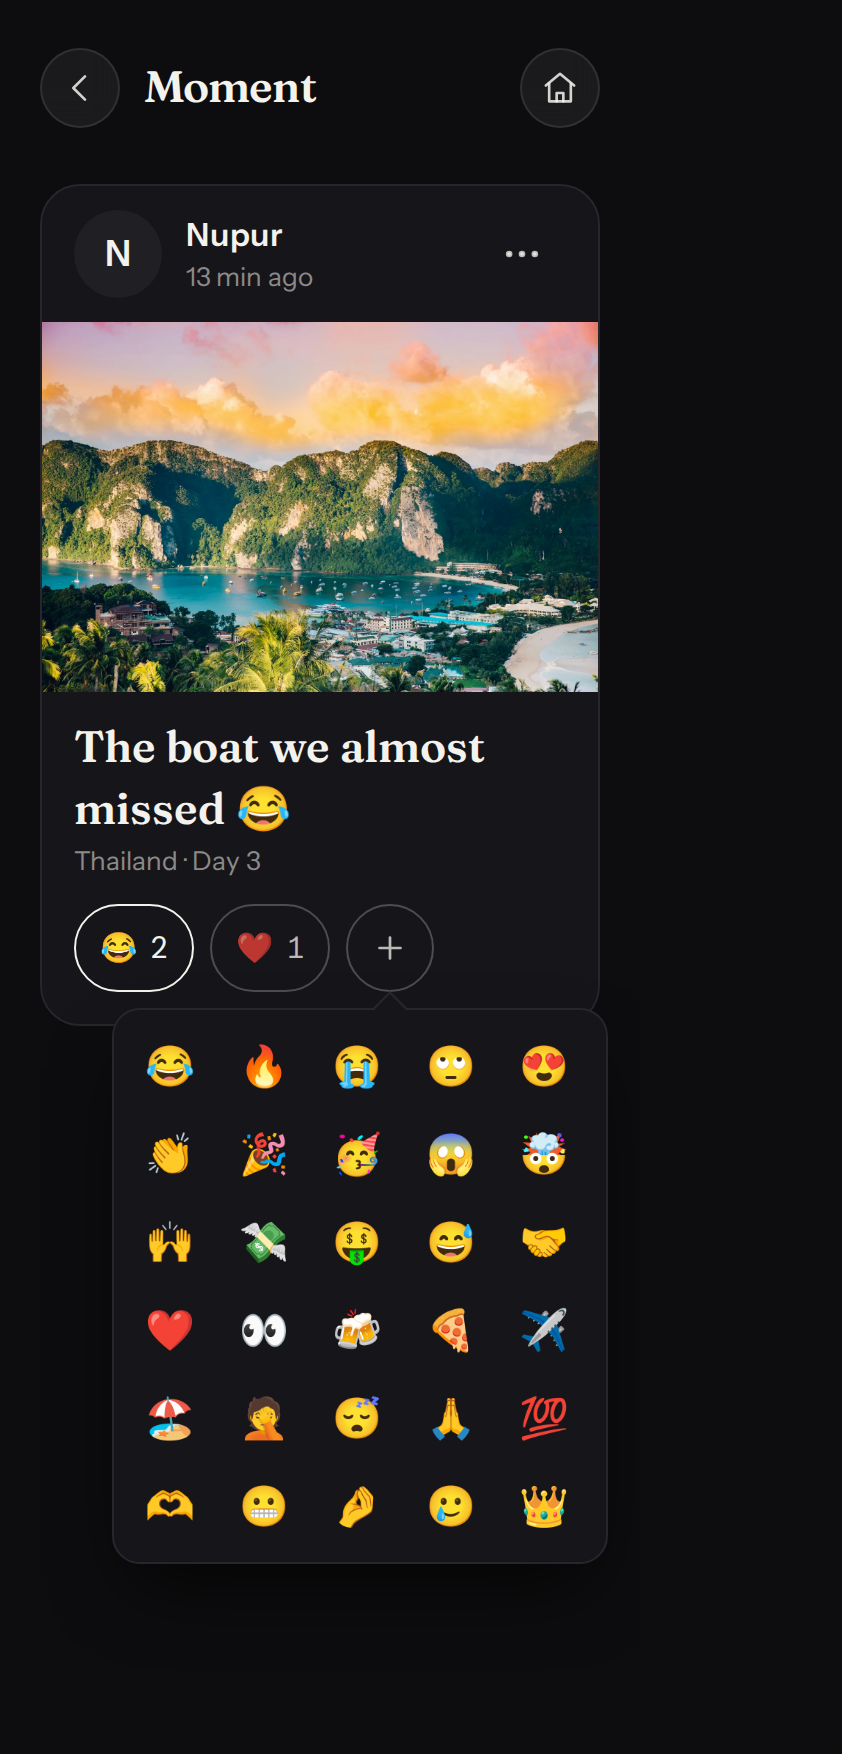 Moment
N
Nupur
13 min ago
The boat we almost
missed 😂
Thailand · Day 3
😂 2
❤️ 1
😂 🔥 😭 🙄 😍
👏 🎉 🥳 😱 🤯
🙌 💸 🤑 😅 🤝
❤️ 👀 🍻 🍕 ✈️
🏖️ 🤦 😴 🙏 💯
🫶 😬 🤌 🥲 👑